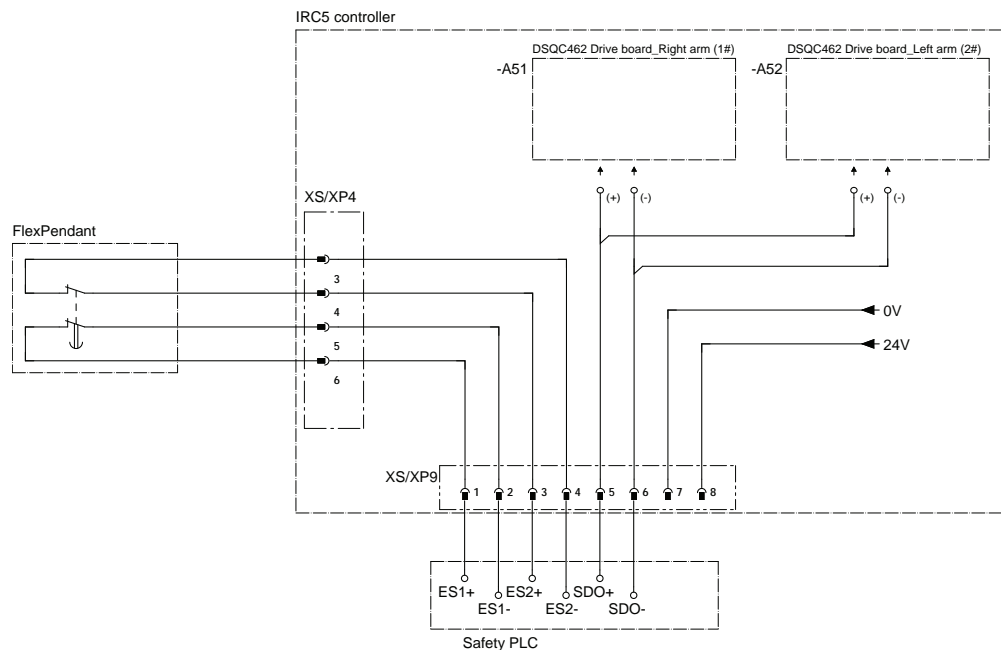 IRC5 controller
DSQC462 Drive board_Right arm (1#)
DSQC462 Drive board_Left arm (2#)
-A51
-A52
XS/XP4
(+)
(-)
(+)
(-)
FlexPendant
3
4
0V
5
24V
6
XS/XP9
1
2
3
4
5
6
7
8
ES1+
ES2+
SDO+
ES1-
ES2-
SDO-
Safety PLC